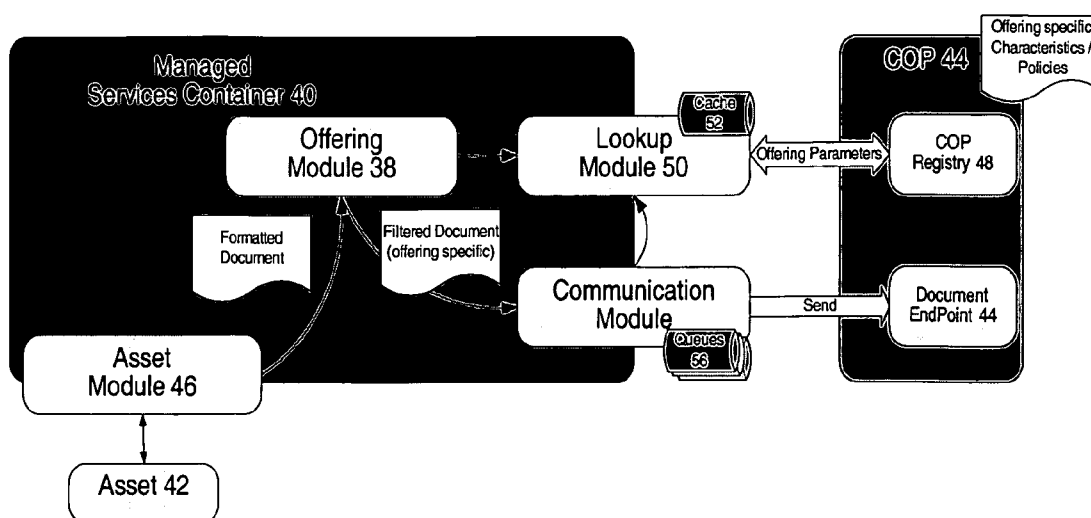 Offering specific
Characteristics /
Policies
Managed
Services Container 40
COP 44
Cache
52
Offering
Module 38
Lookup
Module 50
Offering Parameters
COP
Registry 48
Formatted
Document
Filtered Document
(offering specific)
Communication
Module
Send
Document
EndPoint 44
Queues
56
Asset
Module 46
Asset 42